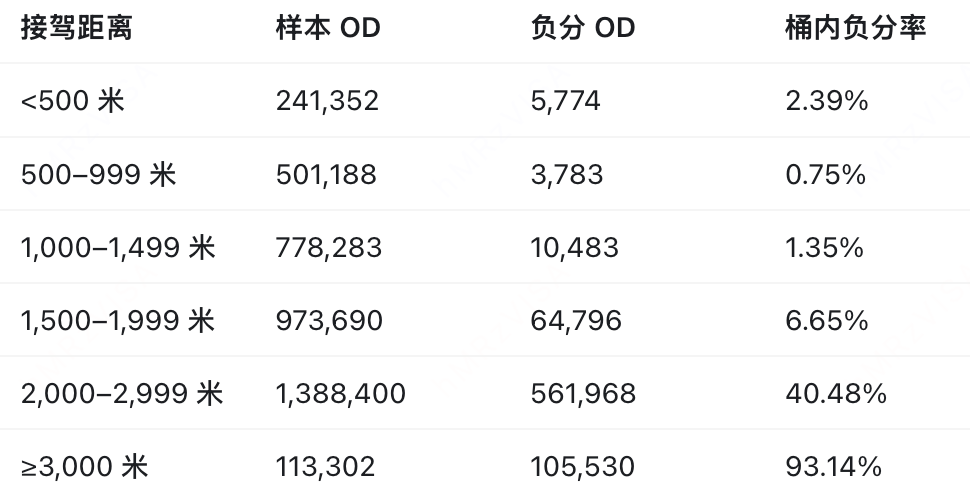 接驾距离 样本 OD 负分 OD 桶内负分率
<500 米 241,352 5,774 2.39%
500–999 米 501,188 3,783 0.75%
1,000–1,499 米 778,283 10,483 1.35%
1,500–1,999 米 973,690 64,796 6.65%
2,000–2,999 米 1,388,400 561,968 40.48%
≥3,000 米 113,302 105,530 93.14%